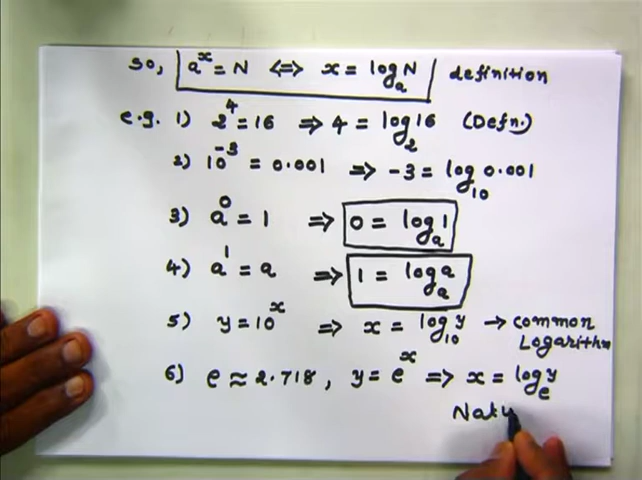 so, a^x = N ⇔ x = log_a N definition
e.g. 1) 2^4 = 16 ⇒ 4 = log_2 16 (Defn.)
2) 10^-3 = 0.001 ⇒ -3 = log_10 0.001
3) a^0 = 1 ⇒ 0 = log_a 1
4) a^1 = a ⇒ 1 = log_a a
5) y = 10^x ⇒ x = log_10 y → common
Logarithm
6) e ≈ 2.718, y = e^x ⇒ x = log_e y
Natu